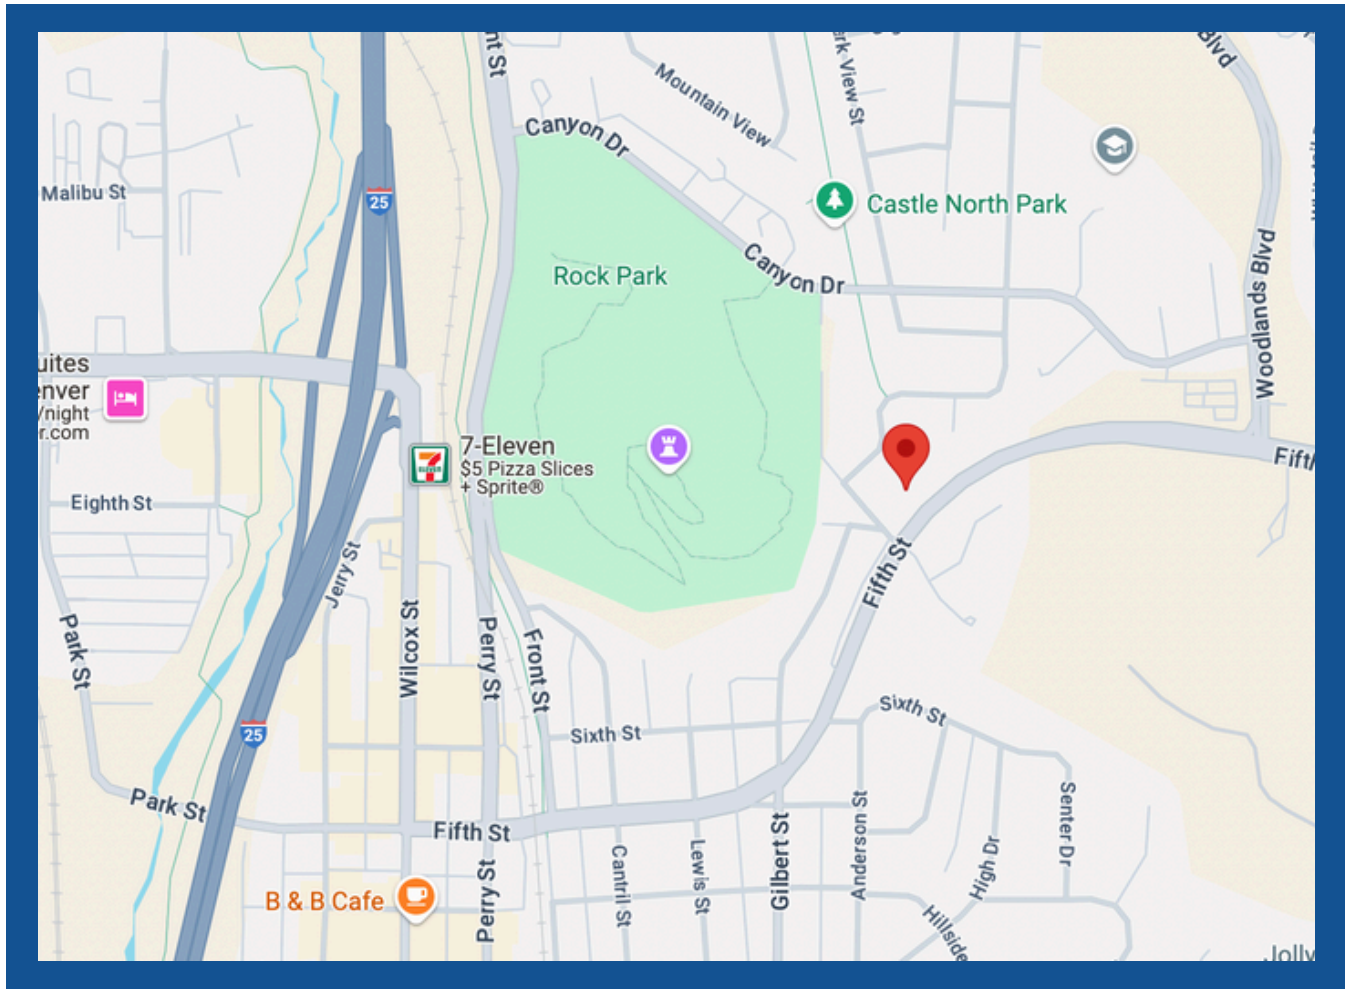 nt St
Blvd
rk View St
Mountain View
Canyon Dr
Malibu St
25
Castle North Park
Rock Park
Canyon Dr
Woodlands Blvd
uites
enver
/night
r.com
7-Eleven
$5 Pizza Slices
+ Sprite®
ELEVEN
Fift
Eighth St
Jerry St
Fifth St
Park St
Wilcox St
Perry St
Front St
25
Sixth St
Sixth St
Park St
Fifth St
Senter Dr
Anderson St
Gilbert St
High Dr
Lewis St
Cantril St
Perry St
B & B Cafe
Hillside
Jolly